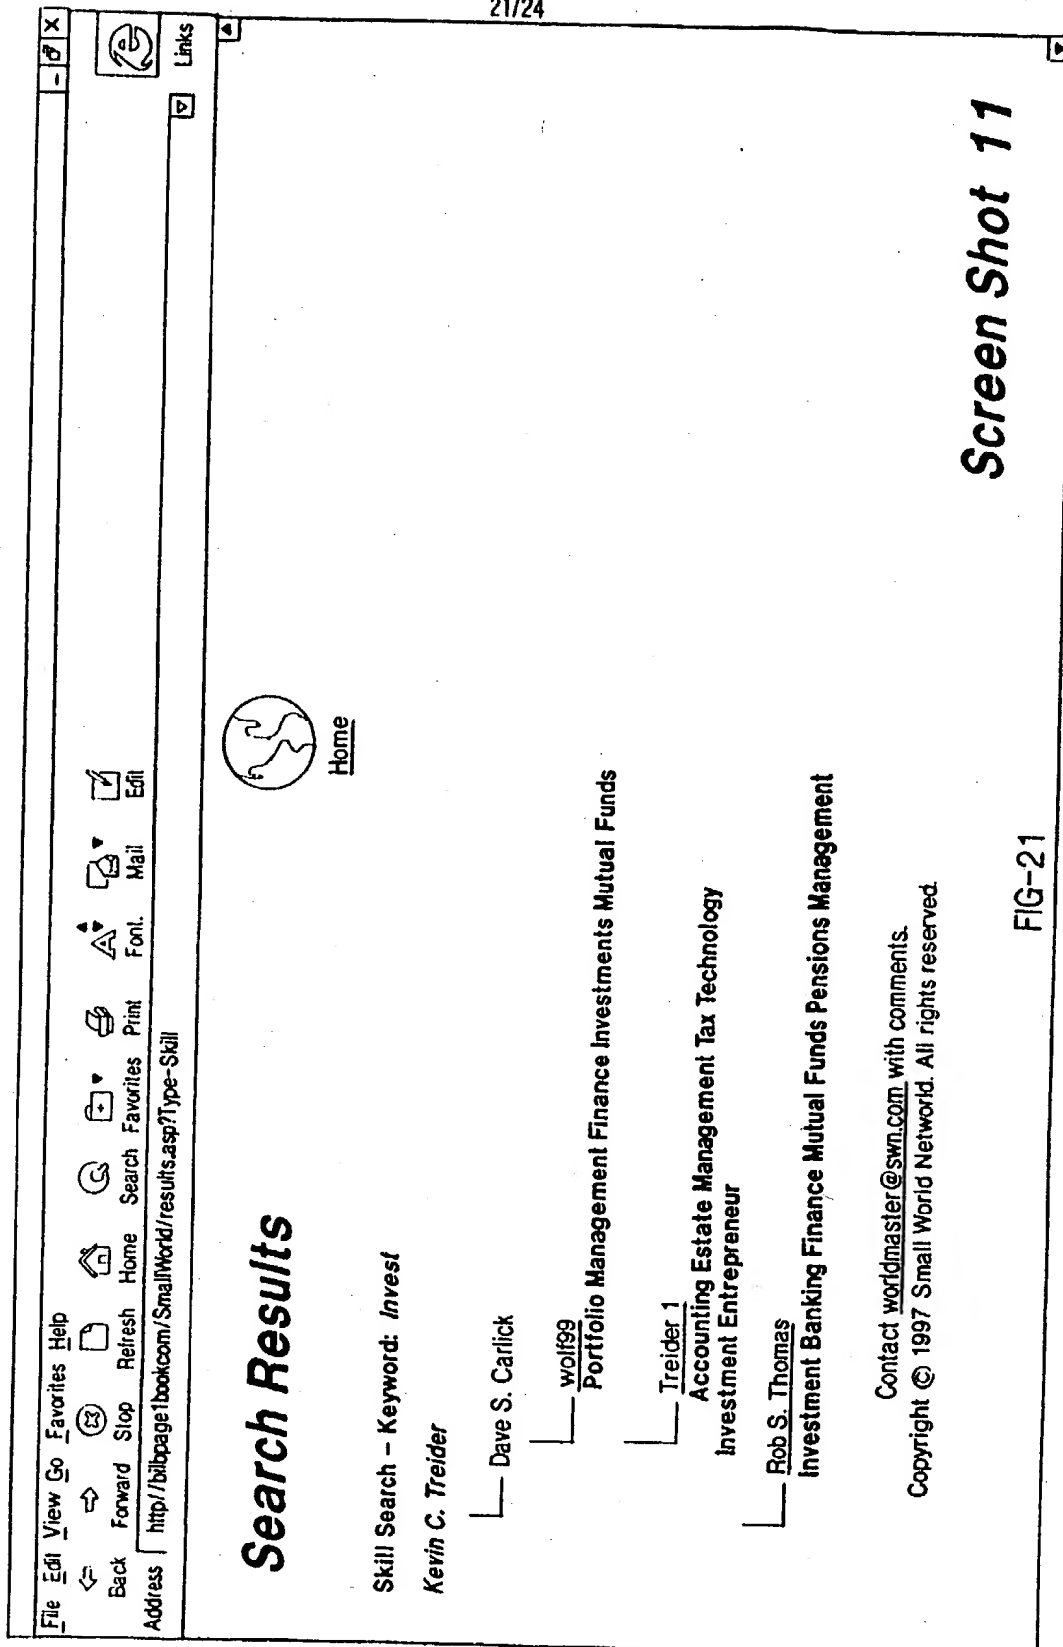 21/24
File Edit View Go Favorites Help
Back Forward Stop Refresh Home Search Favorites Print Font. Mail Edit
Address http//bilbpage1bookcom/SmallWorld/results.asp?Type-Skill
Links
Search Results
Home
Skill Search – Keyword: Invest
Kevin C. Treider
Dave S. Carlick
wolf99
Portfolio Management Finance Investments Mutual Funds
Treider 1
Accounting Estate Management Tax Technology
Investment Entrepreneur
Rob S. Thomas
Investment Banking Finance Mutual Funds Pensions Management
Contact worldmaster@swn.com with comments.
Copyright © 1997 Small World Networld. All rights reserved.
Screen Shot 11
FIG-21